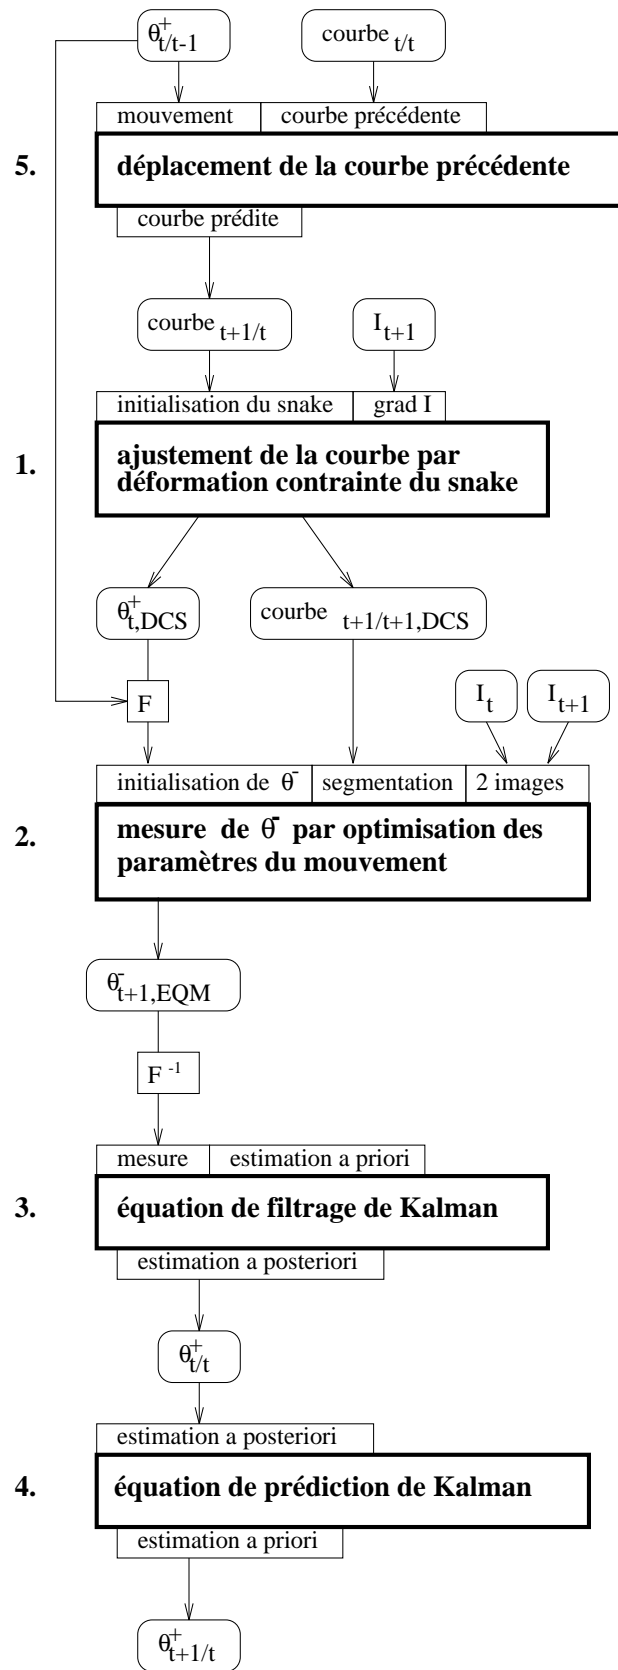 θ⁺t/t-1
courbe t/t
mouvement courbe précédente
5. déplacement de la courbe précédente
courbe prédite
courbe t+1/t
I t+1
initialisation du snake grad I
1. ajustement de la courbe par
déformation contrainte du snake
θ⁺t,DCS
courbe t+1/t+1,DCS
F
I t
I t+1
initialisation de θ⁻ segmentation 2 images
2. mesure de θ⁻ par optimisation des
paramètres du mouvement
θ⁻t+1,EQM
F⁻¹
mesure estimation a priori
3. équation de filtrage de Kalman
estimation a posteriori
θ⁺t/t
estimation a posteriori
4. équation de prédiction de Kalman
estimation a priori
θ⁺t+1/t